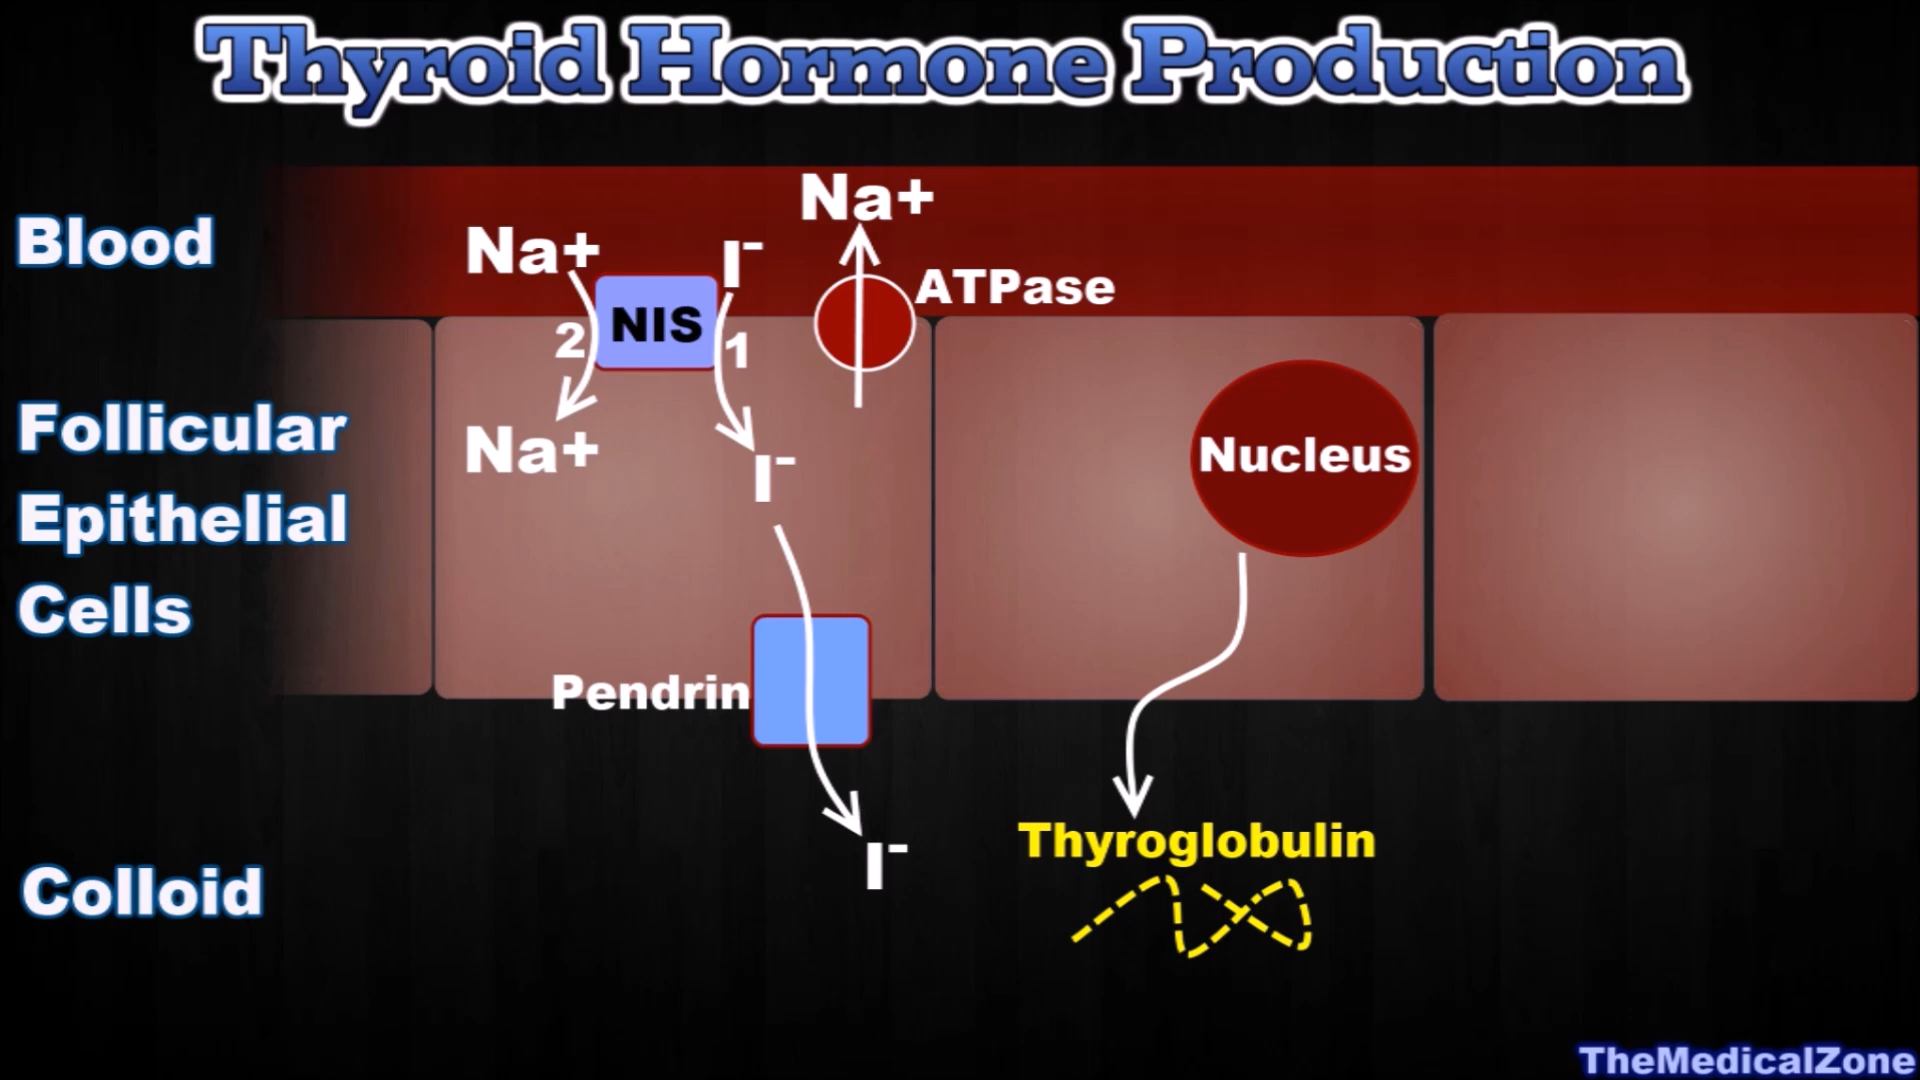 Thyroid Hormone Production
Blood
Na+
I-
Na+
ATPase
NIS
2
1
Follicular
Epithelial
Cells
Na+
I-
Nucleus
Pendrin
Colloid
I-
Thyroglobulin
TheMedicalZone